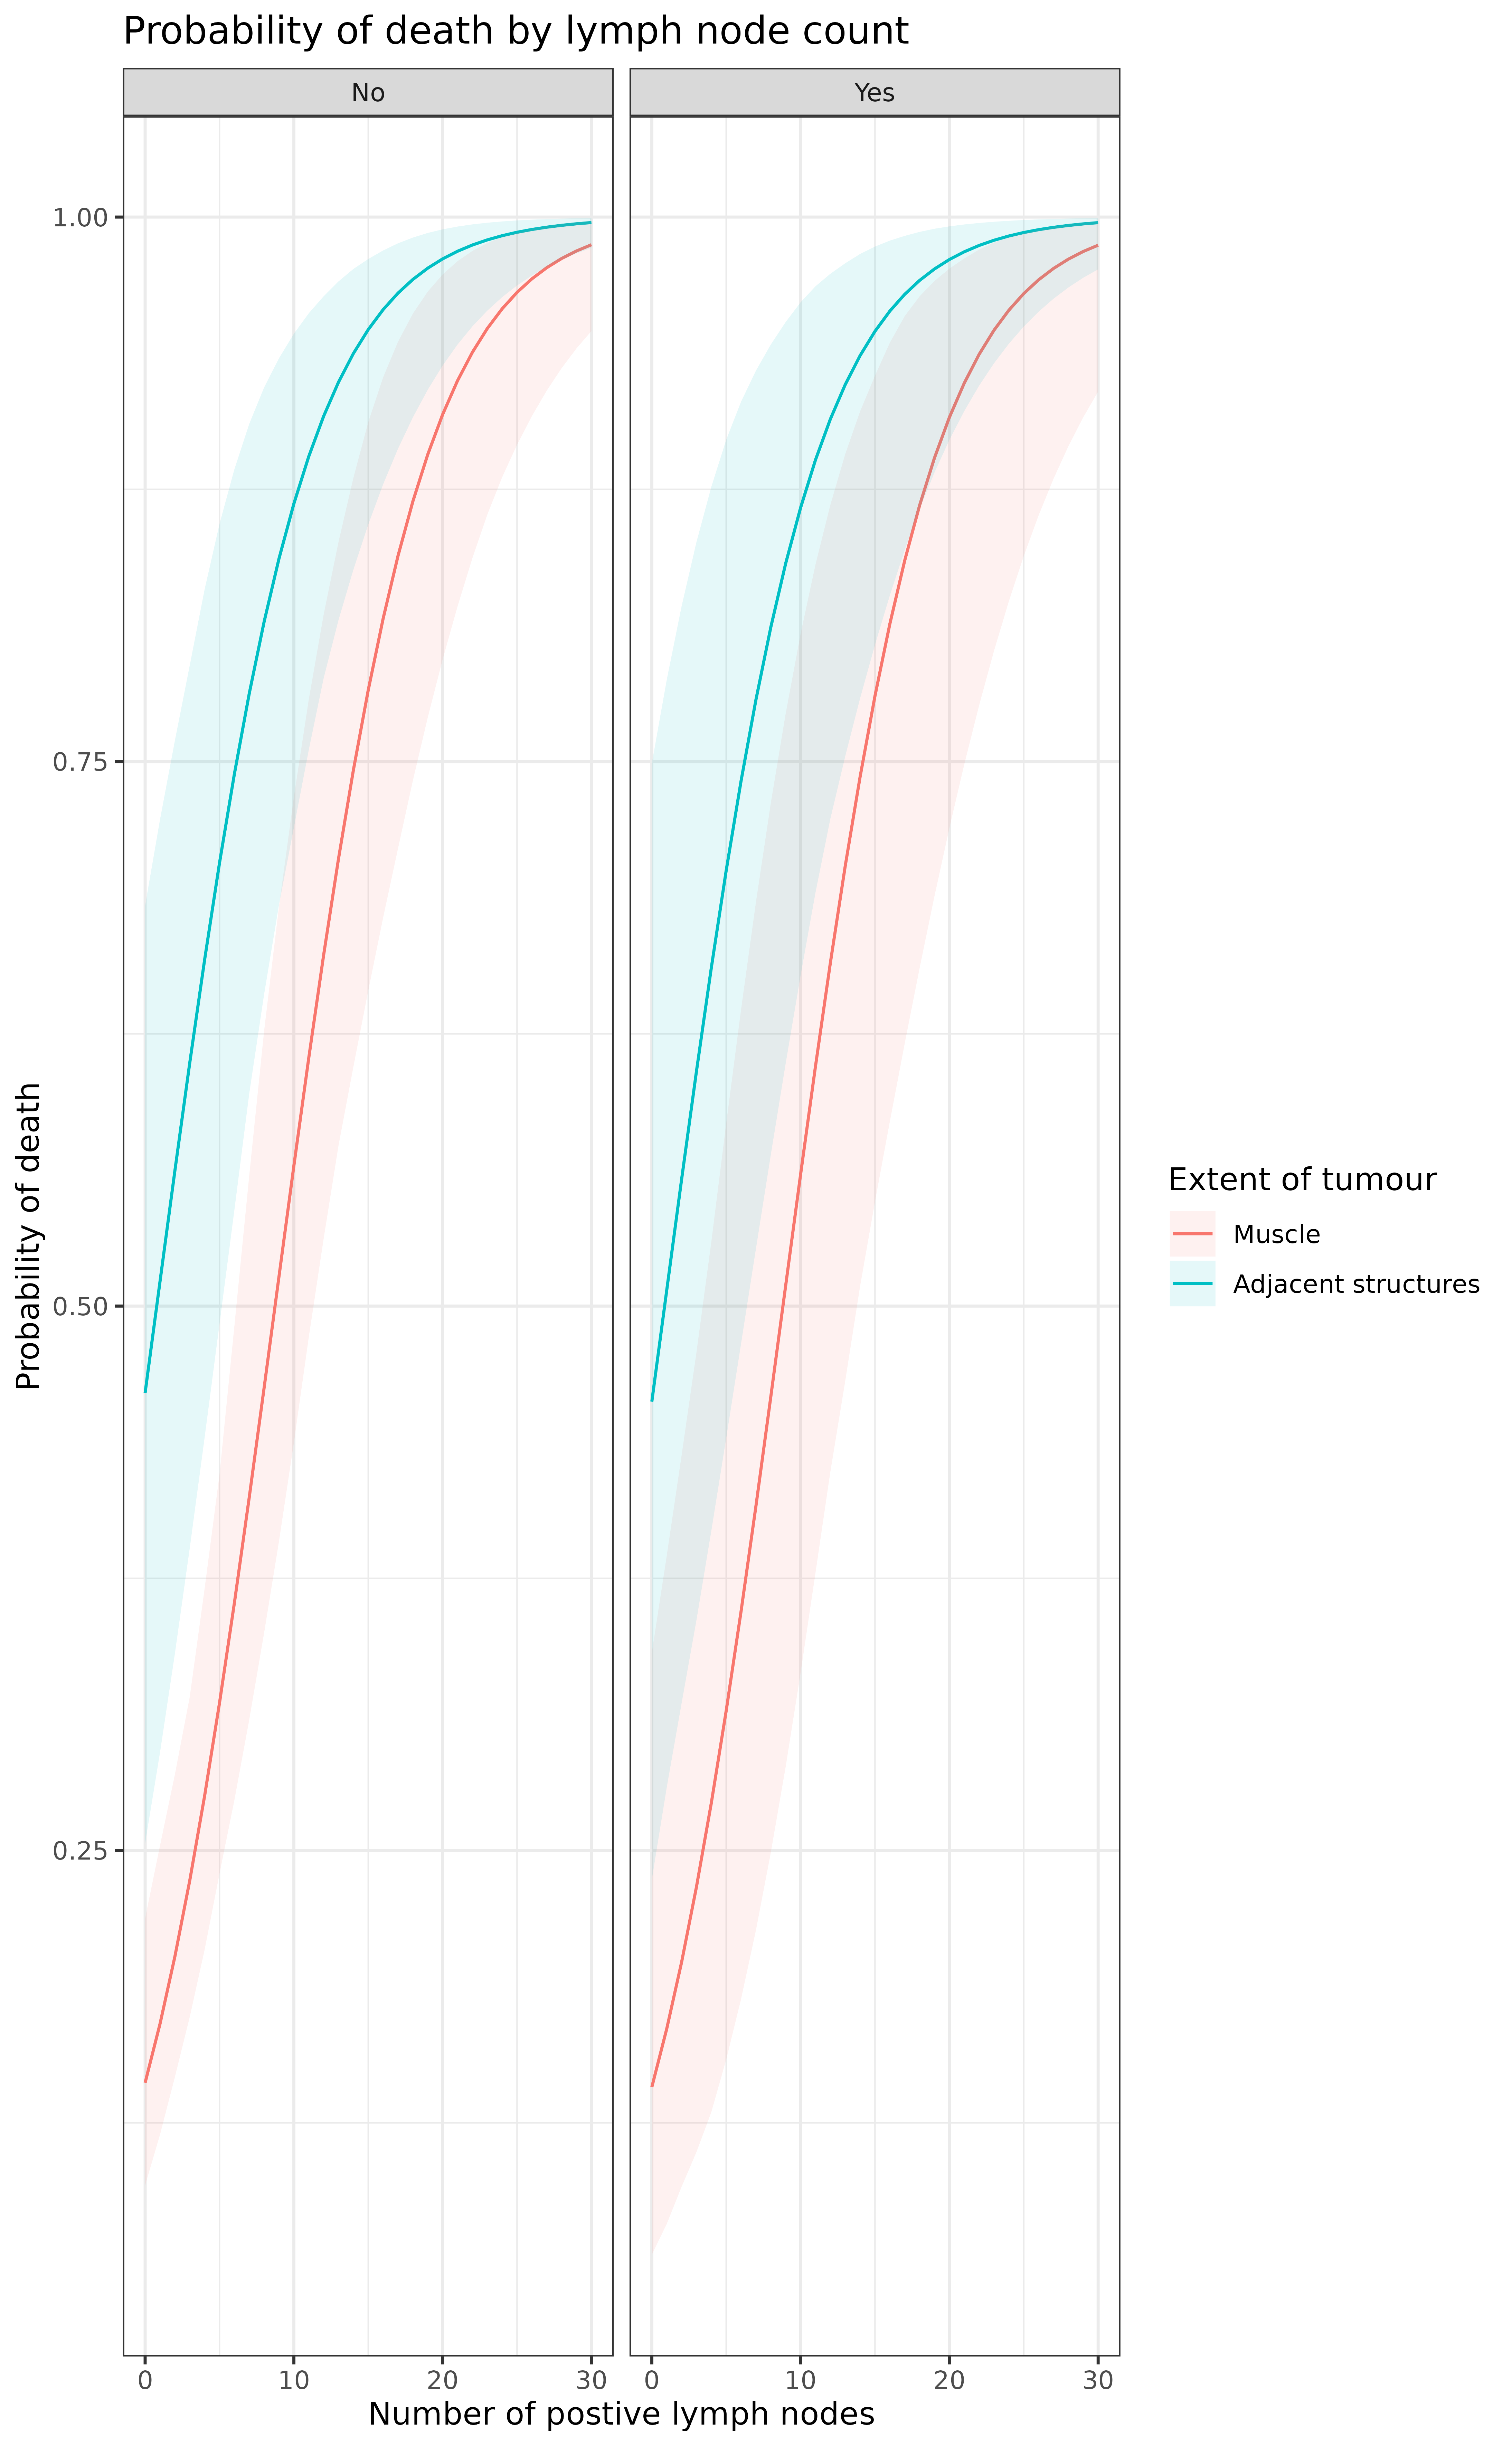 Probability of death by lymph node count
No
Yes
1.00
0.75
0.50
0.25
Probability of death
0
10
20
30
0
10
20
30
Number of postive lymph nodes
Extent of tumour
Muscle
Adjacent structures